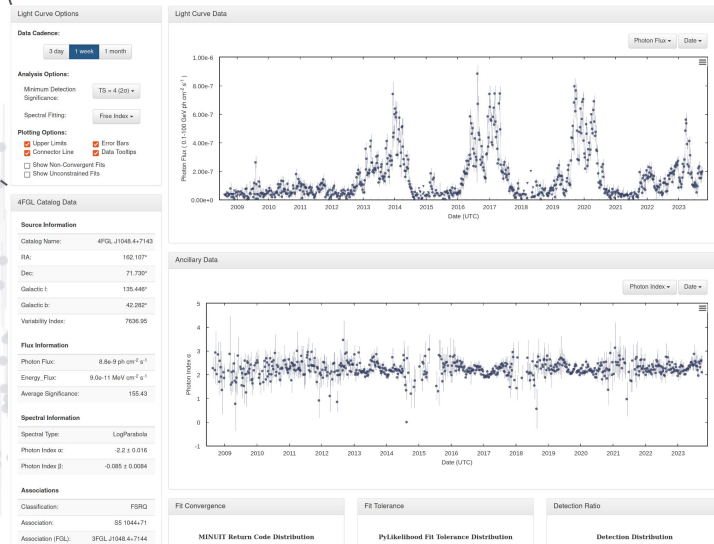 Light Curve Options
Data Cadence:
3 day 1 week 1 month
Analysis Options:
Minimum Detection Significance: TS = 4 (2σ)
Spectral Fitting: Free Index
Plotting Options:
Upper Limits Error Bars
Connector Line Data Tooltips
Show Non-Convergent Fits
Show Unconstrained Fits
4FGL Catalog Data
Source Information
Catalog Name: 4FGL J1048.4+7143
RA: 162.107°
Dec: 71.730°
Galactic l: 135.446°
Galactic b: 42.262°
Variability Index: 7636.95
Flux Information
Photon Flux: 8.8e-9 ph cm-2 s-1
Energy_Flux: 9.0e-11 MeV cm-2 s-1
Average Significance: 155.43
Spectral Information
Spectral Type: LogParabola
Photon Index α: -2.2 ± 0.016
Photon Index β: -0.085 ± 0.0084
Associations
Classification: FSRQ
Association: S5 1044+71
Association (FGL): 3FGL J1048.4+7144
Light Curve Data
Photon Flux Date
1.00e-6
8.00e-7
6.00e-7
4.00e-7
2.00e-7
0.00e+0
Photon Flux ( 0.1-100 GeV ph cm-2 s-1 )
2009 2010 2011 2012 2013 2014 2015 2016 2017 2018 2019 2020 2021 2022 2023
Date (UTC)
Ancillary Data
Photon Index Date
5
4
3
2
1
0
-1
Photon Index α
2009 2010 2011 2012 2013 2014 2015 2016 2017 2018 2019 2020 2021 2022 2023
Date (UTC)
Fit Convergence
MINUIT Return Code Distribution
Fit Tolerance
PyLikelihood Fit Tolerance Distribution
Detection Ratio
Detection Distribution